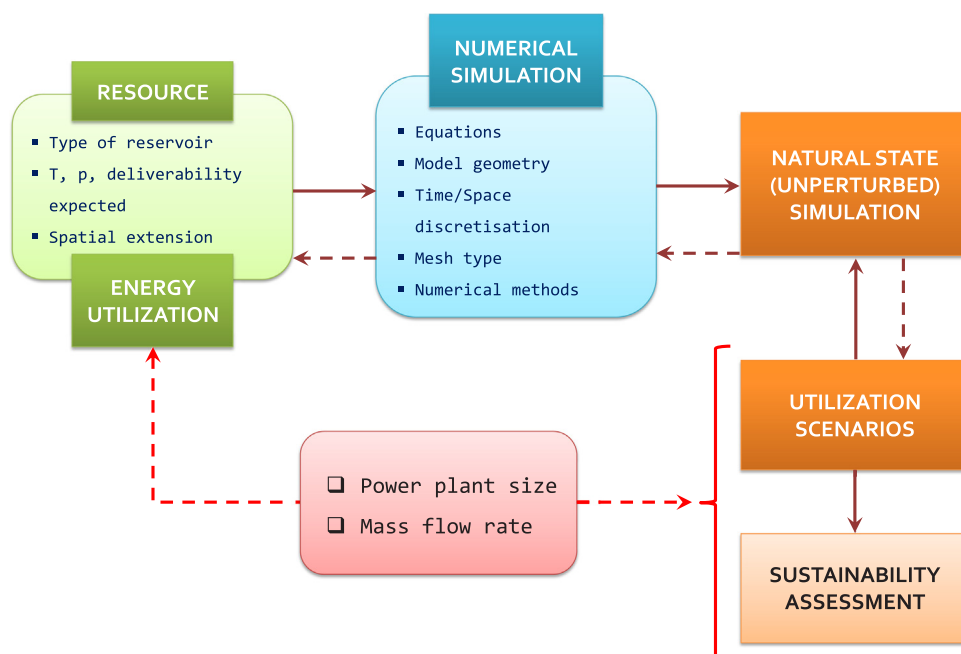 RESOURCE
▪ Type of reservoir
▪ T, p, deliverability
expected
▪ Spatial extension
ENERGY
UTILIZATION
NUMERICAL
SIMULATION
▪ Equations
▪ Model geometry
▪ Time/Space
discretisation
▪ Mesh type
▪ Numerical methods
NATURAL STATE
(UNPERTURBED)
SIMULATION
UTILIZATION
SCENARIOS
❑ Power plant size
❑ Mass flow rate
SUSTAINABILITY
ASSESSMENT